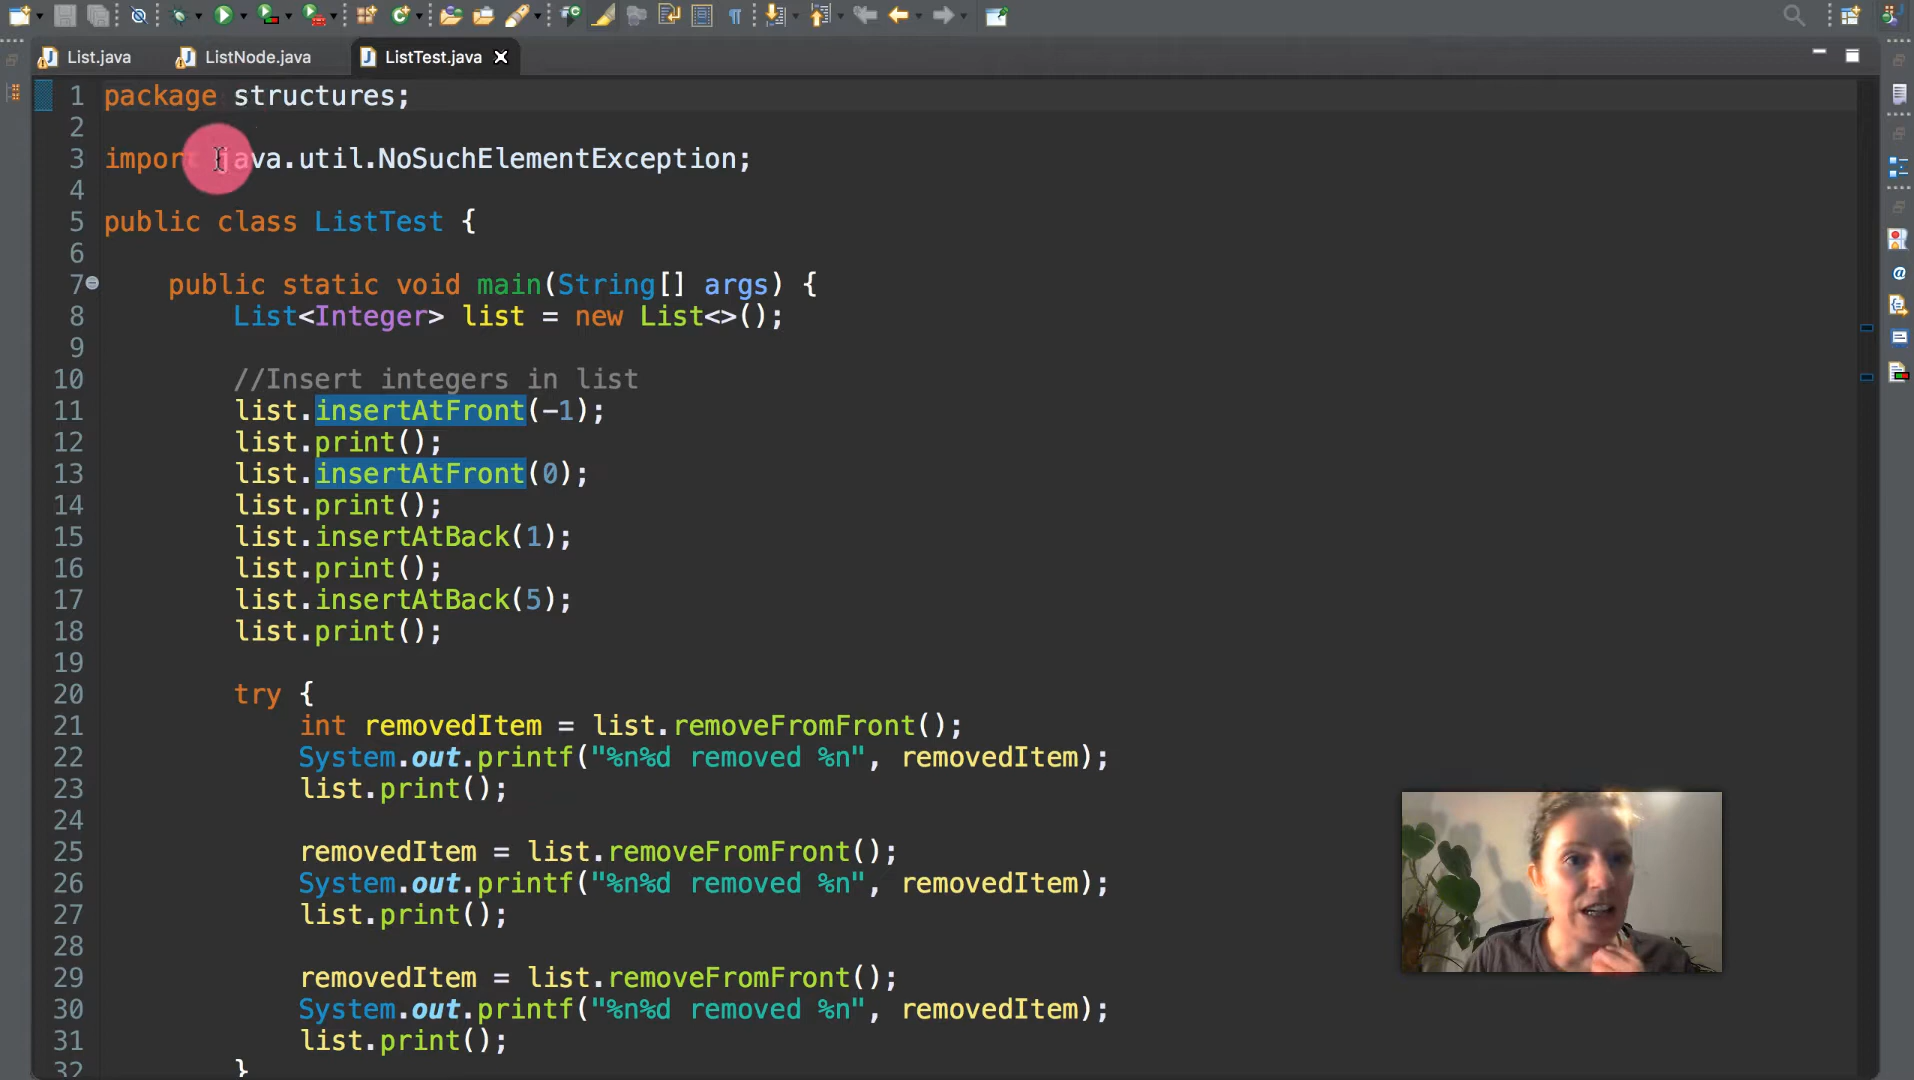 List.java ListNode.java ListTest.java
1 package structures;
2
3 import java.util.NoSuchElementException;
4
5 public class ListTest {
6
7 public static void main(String[] args) {
8 List<Integer> list = new List<>();
9
10 //Insert integers in list
11 list.insertAtFront(-1);
12 list.print();
13 list.insertAtFront(0);
14 list.print();
15 list.insertAtBack(1);
16 list.print();
17 list.insertAtBack(5);
18 list.print();
19
20 try {
21 int removedItem = list.removeFromFront();
22 System.out.printf("%n%d removed %n", removedItem);
23 list.print();
24
25 removedItem = list.removeFromFront();
26 System.out.printf("%n%d removed %n", removedItem);
27 list.print();
28
29 removedItem = list.removeFromFront();
30 System.out.printf("%n%d removed %n", removedItem);
31 list.print();
32 }